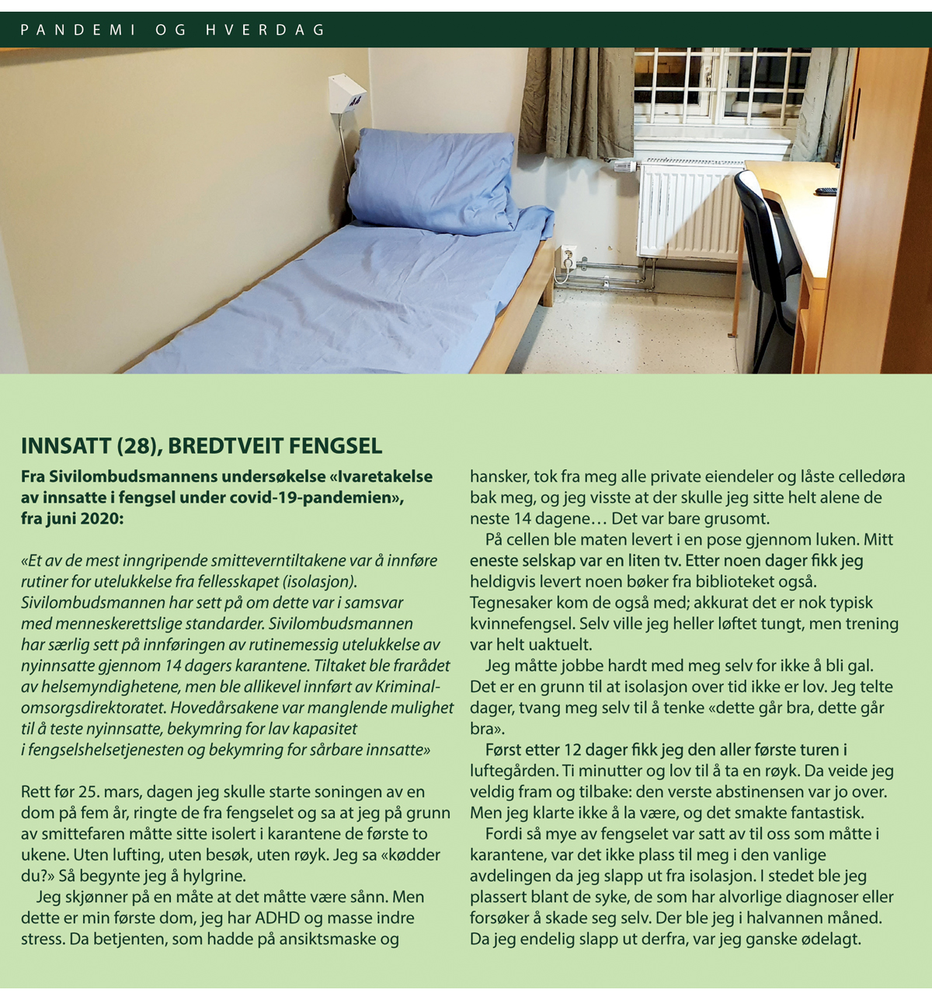 PANDEMI OG HVERDAG
INNSATT (28), BREDTVEIT FENGSEL
Fra Sivilombudsmannens undersøkelse «Ivaretakelse
av innsatte i fengsel under covid-19-pandemien»,
fra juni 2020:
«Et av de mest inngripende smitteverntiltakene var å innføre
rutiner for utelukkelse fra fellesskapet (isolasjon).
Sivilombudsmannen har sett på om dette var i samsvar
med menneskerettslige standarder. Sivilombudsmannen
har særlig sett på innføringen av rutinemessig utelukkelse av
nyinnsatte gjennom 14 dagers karantene. Tiltaket ble frarådet
av helsemyndighetene, men ble allikevel innført av Kriminal-
omsorgsdirektoratet. Hovedårsakene var manglende mulighet
til å teste nyinnsatte, bekymring for lav kapasitet
i fengselshelsetjenesten og bekymring for sårbare innsatte»
Rett før 25. mars, dagen jeg skulle starte soningen av en
dom på fem år, ringte de fra fengselet og sa at jeg på grunn
av smittefaren måtte sitte isolert i karantene de første to
ukene. Uten lufting, uten besøk, uten røyk. Jeg sa «kødder
du?» Så begynte jeg å hylgrine.
Jeg skjønner på en måte at det måtte være sånn. Men
dette er min første dom, jeg har ADHD og masse indre
stress. Da betjenten, som hadde på ansiktsmaske og
hansker, tok fra meg alle private eiendeler og låste celledøra
bak meg, og jeg visste at der skulle jeg sitte helt alene de
neste 14 dagene… Det var bare grusomt.
På cellen ble maten levert i en pose gjennom luken. Mitt
eneste selskap var en liten tv. Etter noen dager fikk jeg
heldigvis levert noen bøker fra biblioteket også.
Tegnesaker kom de også med; akkurat det er nok typisk
kvinnefengsel. Selv ville jeg heller løftet tungt, men trening
var helt uaktuelt.
Jeg måtte jobbe hardt med meg selv for ikke å bli gal.
Det er en grunn til at isolasjon over tid ikke er lov. Jeg telte
dager, tvang meg selv til å tenke «dette går bra, dette går
bra».
Først etter 12 dager fikk jeg den aller første turen i
luftegården. Ti minutter og lov til å ta en røyk. Da veide jeg
veldig fram og tilbake: den verste abstinensen var jo over.
Men jeg klarte ikke å la være, og det smakte fantastisk.
Fordi så mye av fengselet var satt av til oss som måtte i
karantene, var det ikke plass til meg i den vanlige
avdelingen da jeg slapp ut fra isolasjon. I stedet ble jeg
plassert blant de syke, de som har alvorlige diagnoser eller
forsøker å skade seg selv. Der ble jeg i halvannen måned.
Da jeg endelig slapp ut derfra, var jeg ganske ødelagt.